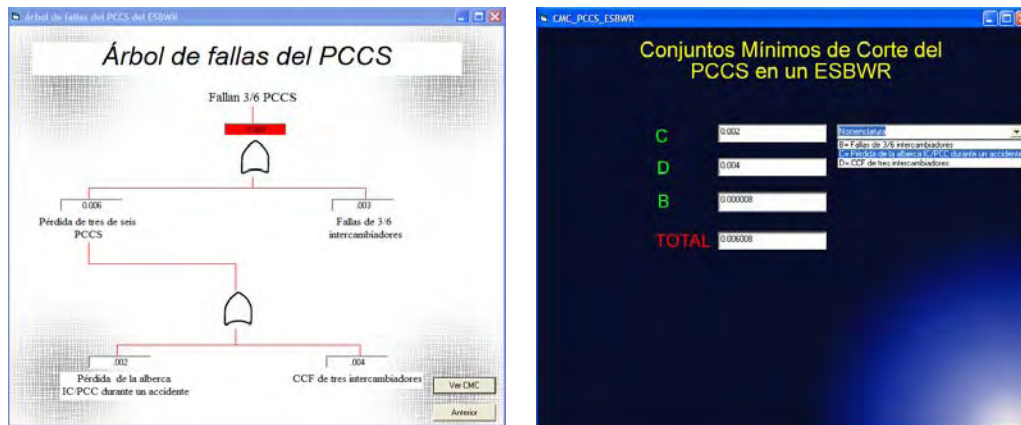 Árbol de fallas del PCCS del ESBWR
Árbol de fallas del PCCS
Fallan 3/6 PCCS
0.006
Pérdida de tres de seis
PCCS
.003
Fallas de 3/6
intercambiadores
.002
Pérdida de la alberca
IC/PCC durante un accidente
.004
CCF de tres intercambiadores
Ver CMC
Anterior
CMC_PCCS_ESBWR
Conjuntos Mínimos de Corte del
PCCS en un ESBWR
C 0.002
Nomenclatura
B= Fallas de 3/6 intercambiadores
C= Pérdida de la alberca IC/PCC durante un accidente
D= CCF de tres intercambiadores
D 0.004
B 0.000008
TOTAL 0.006008